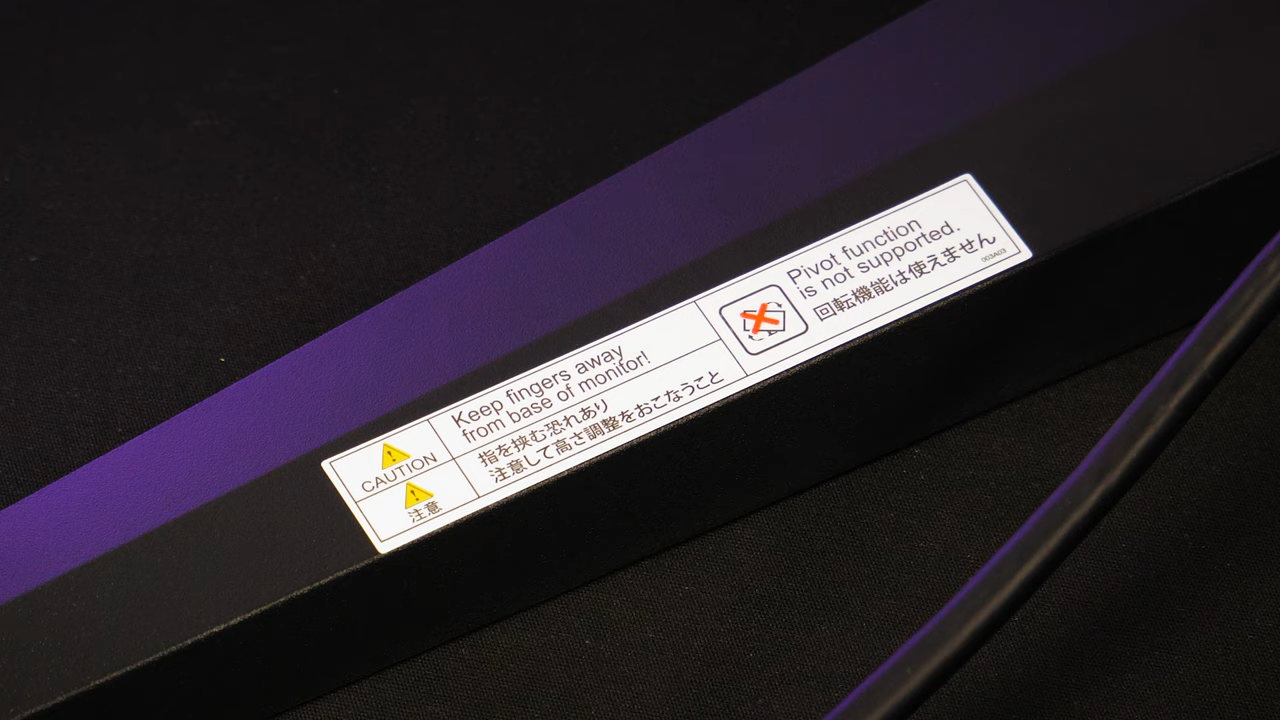 CAUTION
Keep fingers away
from base of monitor!
注意
指を挟む恐れあり
注意して高さ調整をおこなうこと
Pivot function
is not supported.
回転機能は使えません
003A03